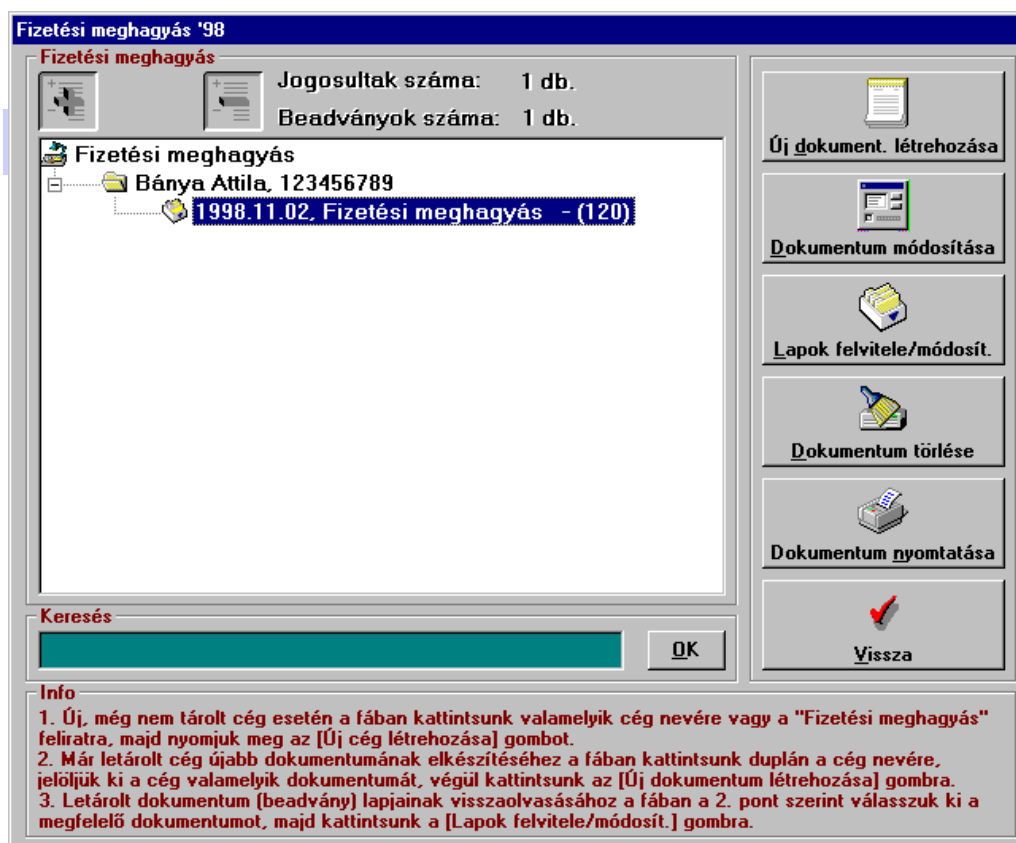 Fizetési meghagyás '98
Fizetési meghagyás
Jogosultak száma: 1 db.
Beadványok száma: 1 db.
Fizetési meghagyás
Bánya Attila, 123456789
1998.11.02, Fizetési meghagyás - (120)
Új dokument. létrehozása
Dokumentum módosítása
Lapok felvitele/módosít.
Dokumentum törlése
Dokumentum nyomtatása
Vissza
Keresés
OK
Info
1. Új, még nem tárolt cég esetén a fában kattintsunk valamelyik cég nevére vagy a "Fizetési meghagyás"
feliratra, majd nyomjuk meg az [Új cég létrehozása] gombot.
2. Már letárolt cég újabb dokumentumának elkészítéséhez a fában kattintsunk duplán a cég nevére,
jelöljük ki a cég valamelyik dokumentumát, végül kattintsunk az [Új dokumentum létrehozása] gombra.
3. Letárolt dokumentum (beadvány) lapjainak visszaolvasásához a fában a 2. pont szerint válasszuk ki a
megfelelő dokumentumot, majd kattintsunk a [Lapok felvitele/módosít.] gombra.